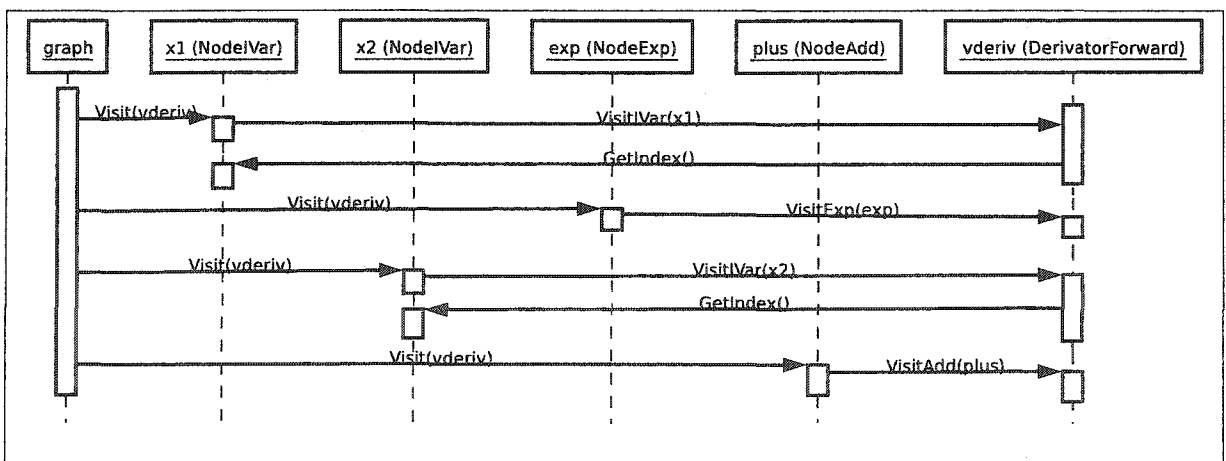 graph x1 (NodeIVar) x2 (NodeIVar) exp (NodeExp) plus (NodeAdd) vderiv (DerivatorForward)
Visit(vderiv) VisitIVar(x1)
GetIndex()
Visit(vderiv) VisitExp(exp)
Visit(vderiv) VisitIVar(x2)
GetIndex()
Visit(vderiv) VisitAdd(plus)